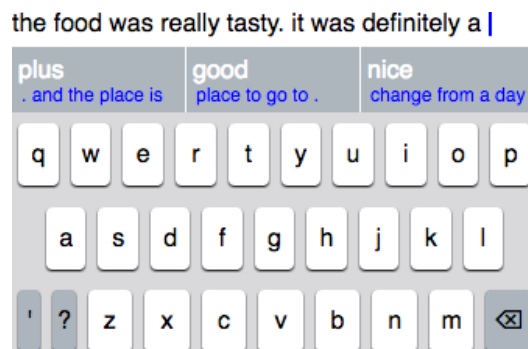 the food was really tasty. it was definitely a
plus good nice
. and the place is place to go to . change from a day
q w e r t y u i o p
a s d f g h j k l
' ? z x c v b n m